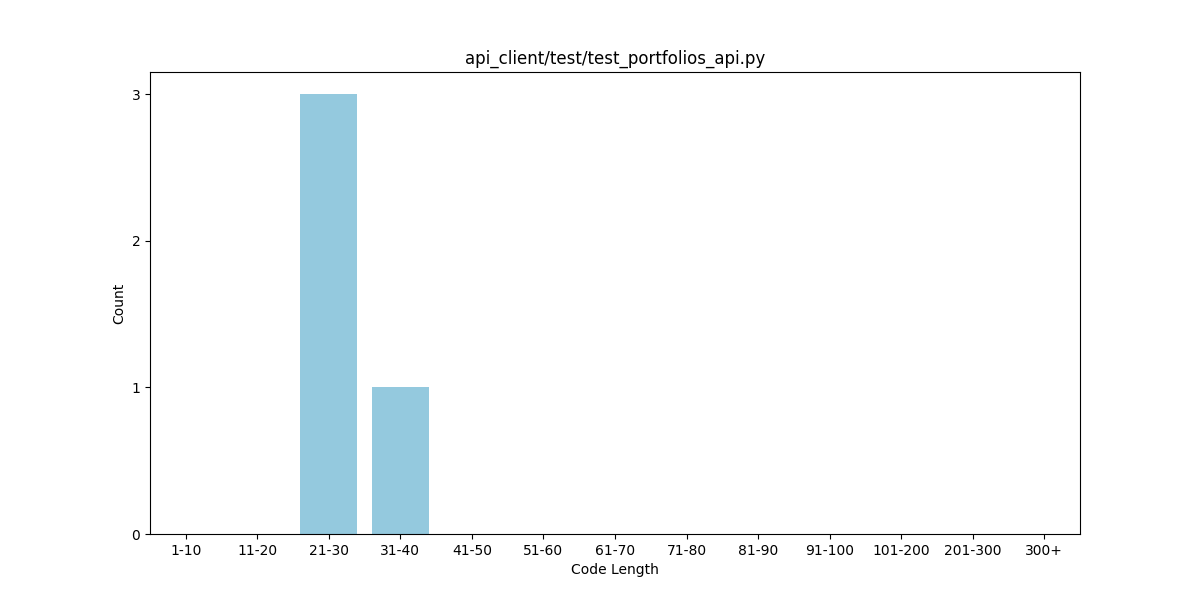 api_client/test/test_portfolios_api.py
3
2
1
0
Count
1-10 11-20 21-30 31-40 41-50 51-60 61-70 71-80 81-90 91-100 101-200 201-300 300+
Code Length